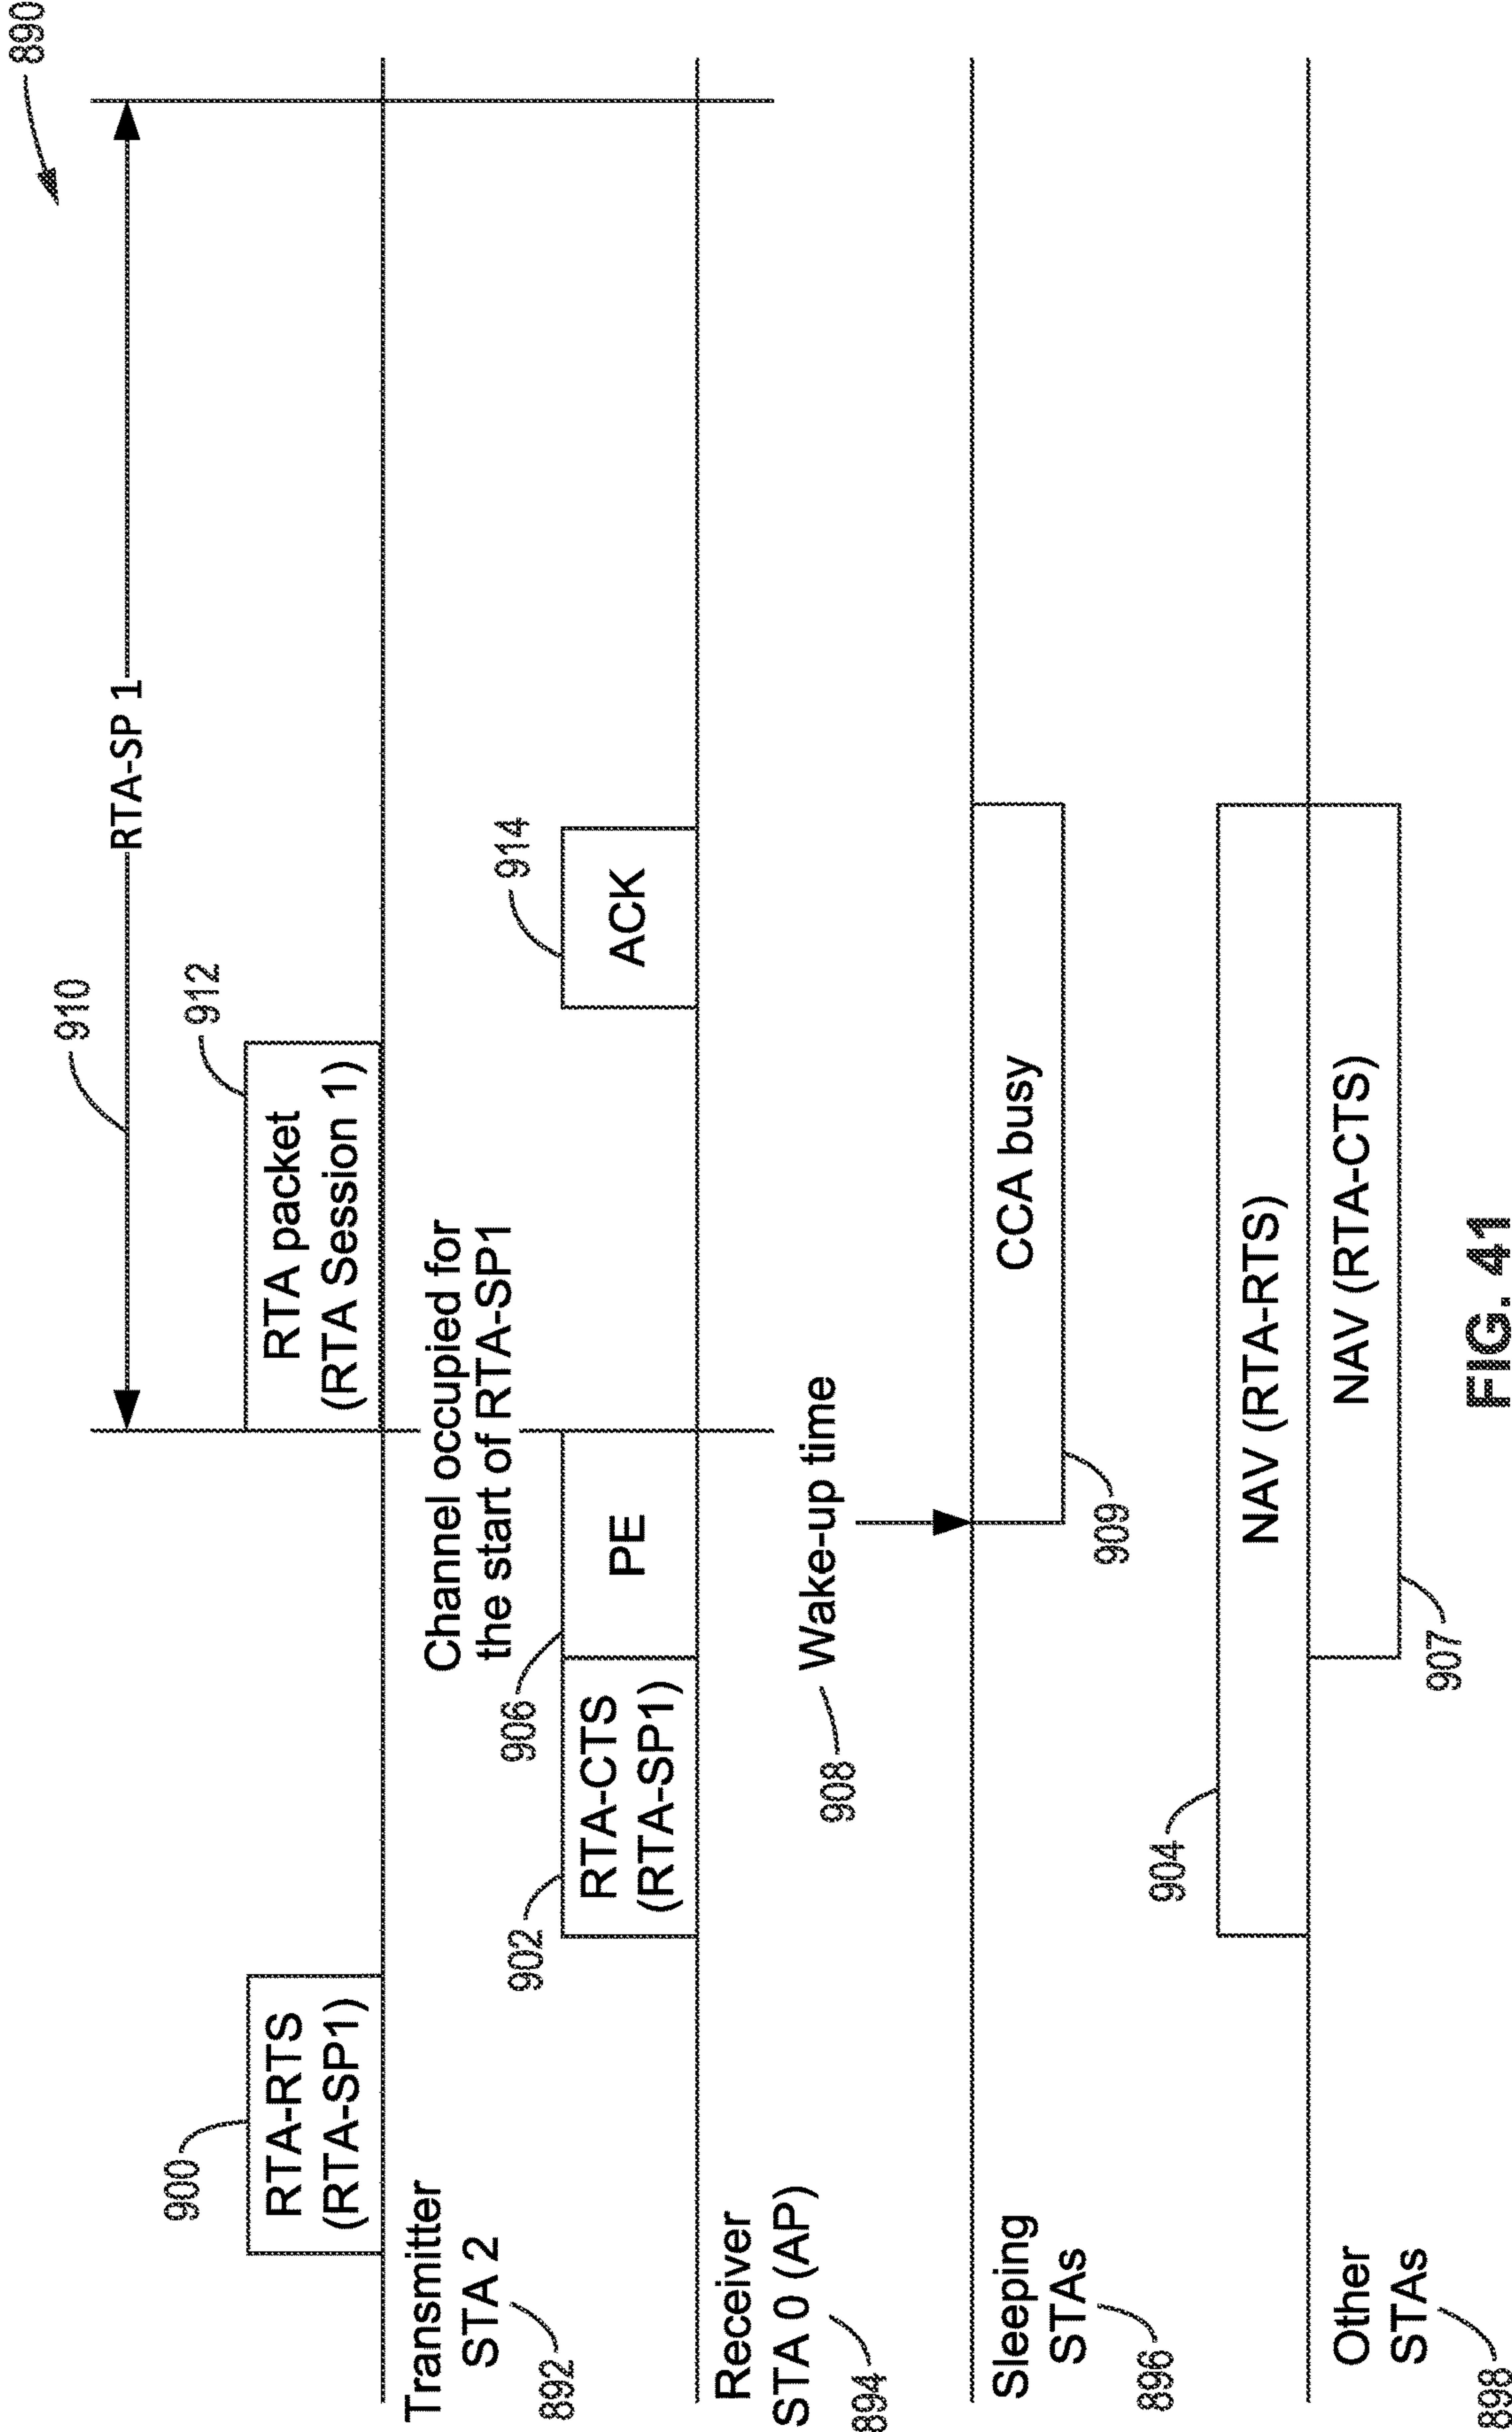 890
RTA-SP 1
910
900
RTA-RTS
(RTA-SP1)
912
RTA packet
(RTA Session 1)
Transmitter
STA 2
892
Channel occupied for
the start of RTA-SP1
902
RTA-CTS
(RTA-SP1)
906
PE
914
ACK
Receiver
STA 0 (AP)
894
908
Wake-up time
CCA busy
909
Sleeping
STAs
896
904
NAV (RTA-RTS)
NAV (RTA-CTS)
907
Other
STAs
898
FIG. 41